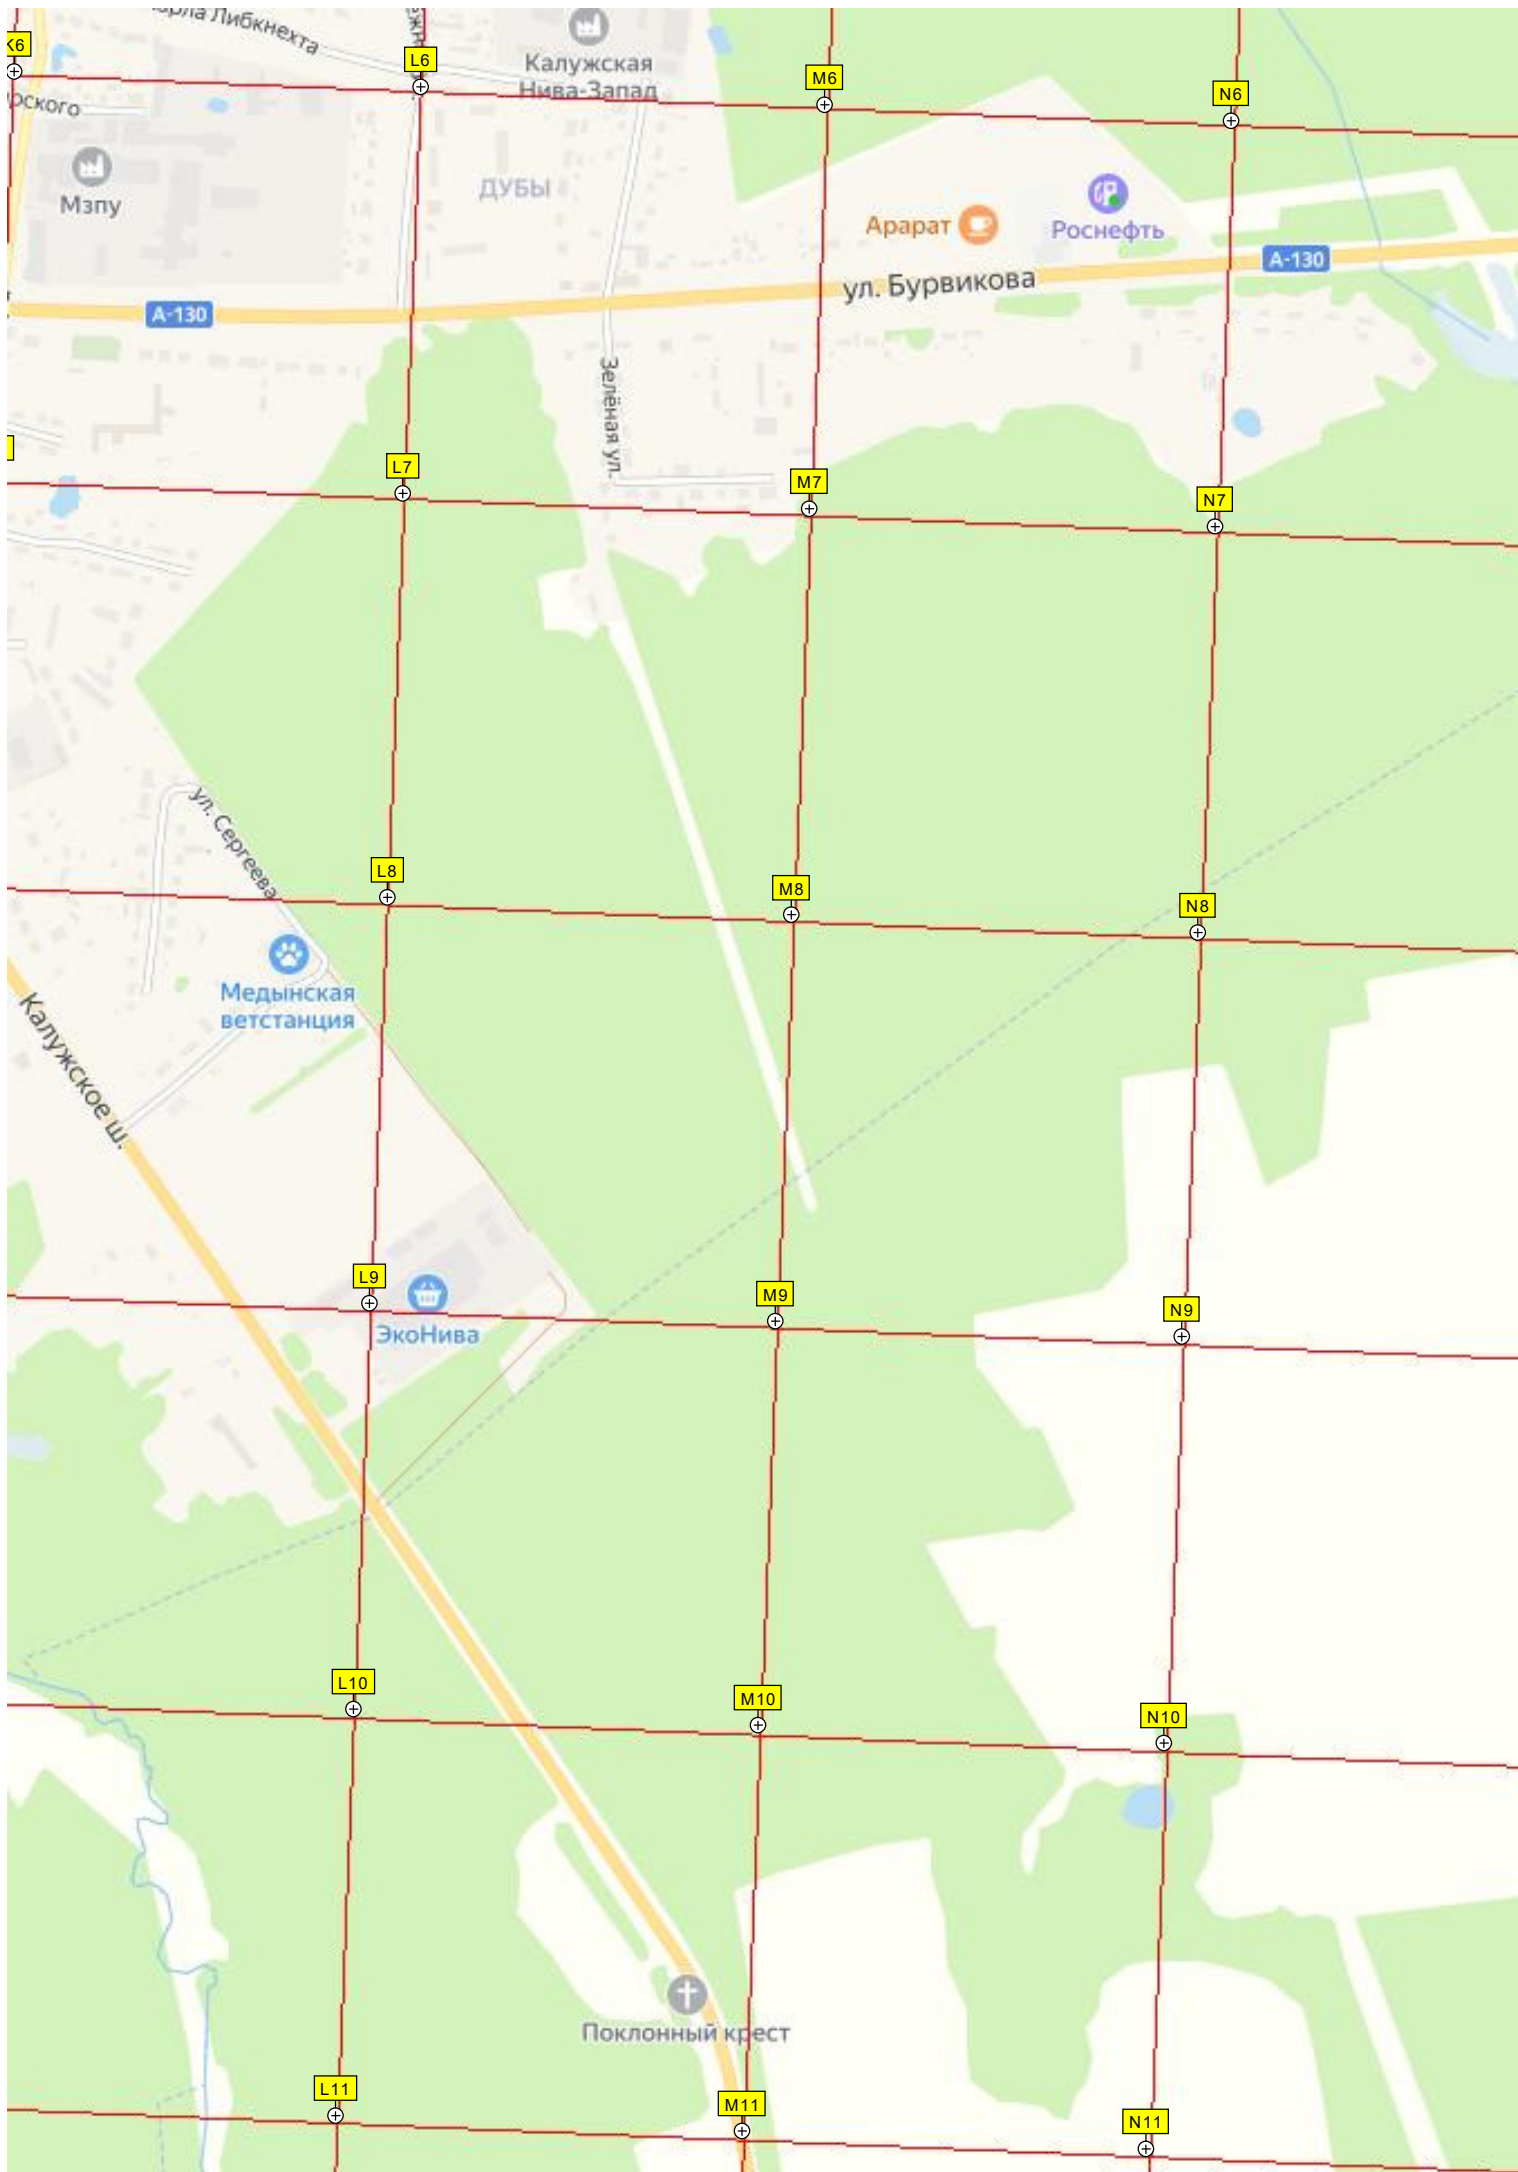 Либкнехта
К6
L6
Калужская
Нива-Запад
M6
N6
Мзпу
ДУБЫ
Арарат
Роснефть
ул. Бурвикова
А-130
А-130
Зелёная ул.
L7
M7
N7
ул. Сергеева
L8
M8
N8
Медынская
ветстанция
Калужское ш.
L9
ЭкоНива
M9
N9
L10
M10
N10
Поклонный крест
L11
M11
N11